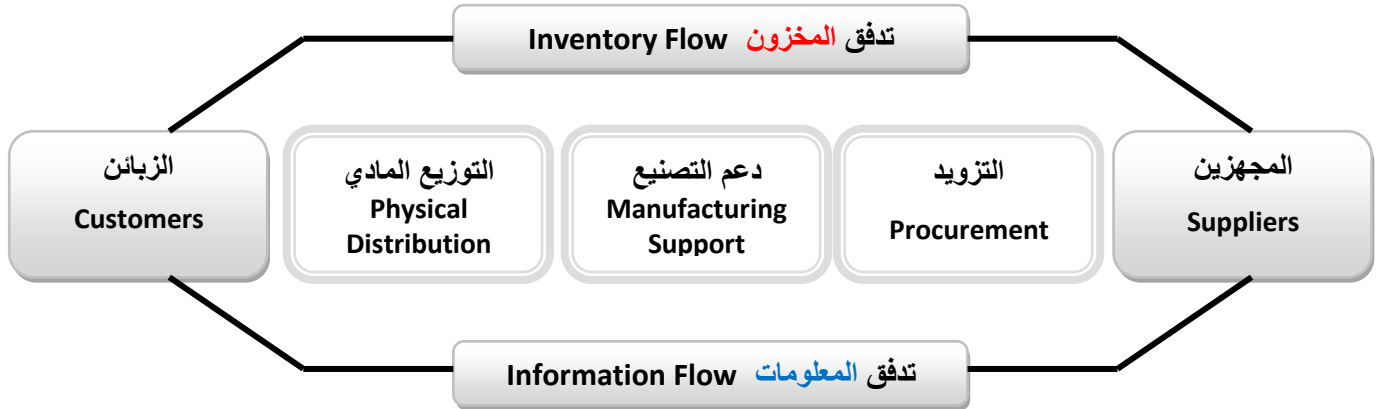 تدفق المخزون Inventory Flow
المجهزين
Suppliers
التزويد
Procurement
دعم التصنيع
Manufacturing
Support
التوزيع المادي
Physical
Distribution
الزبائن
Customers
تدفق المعلومات Information Flow